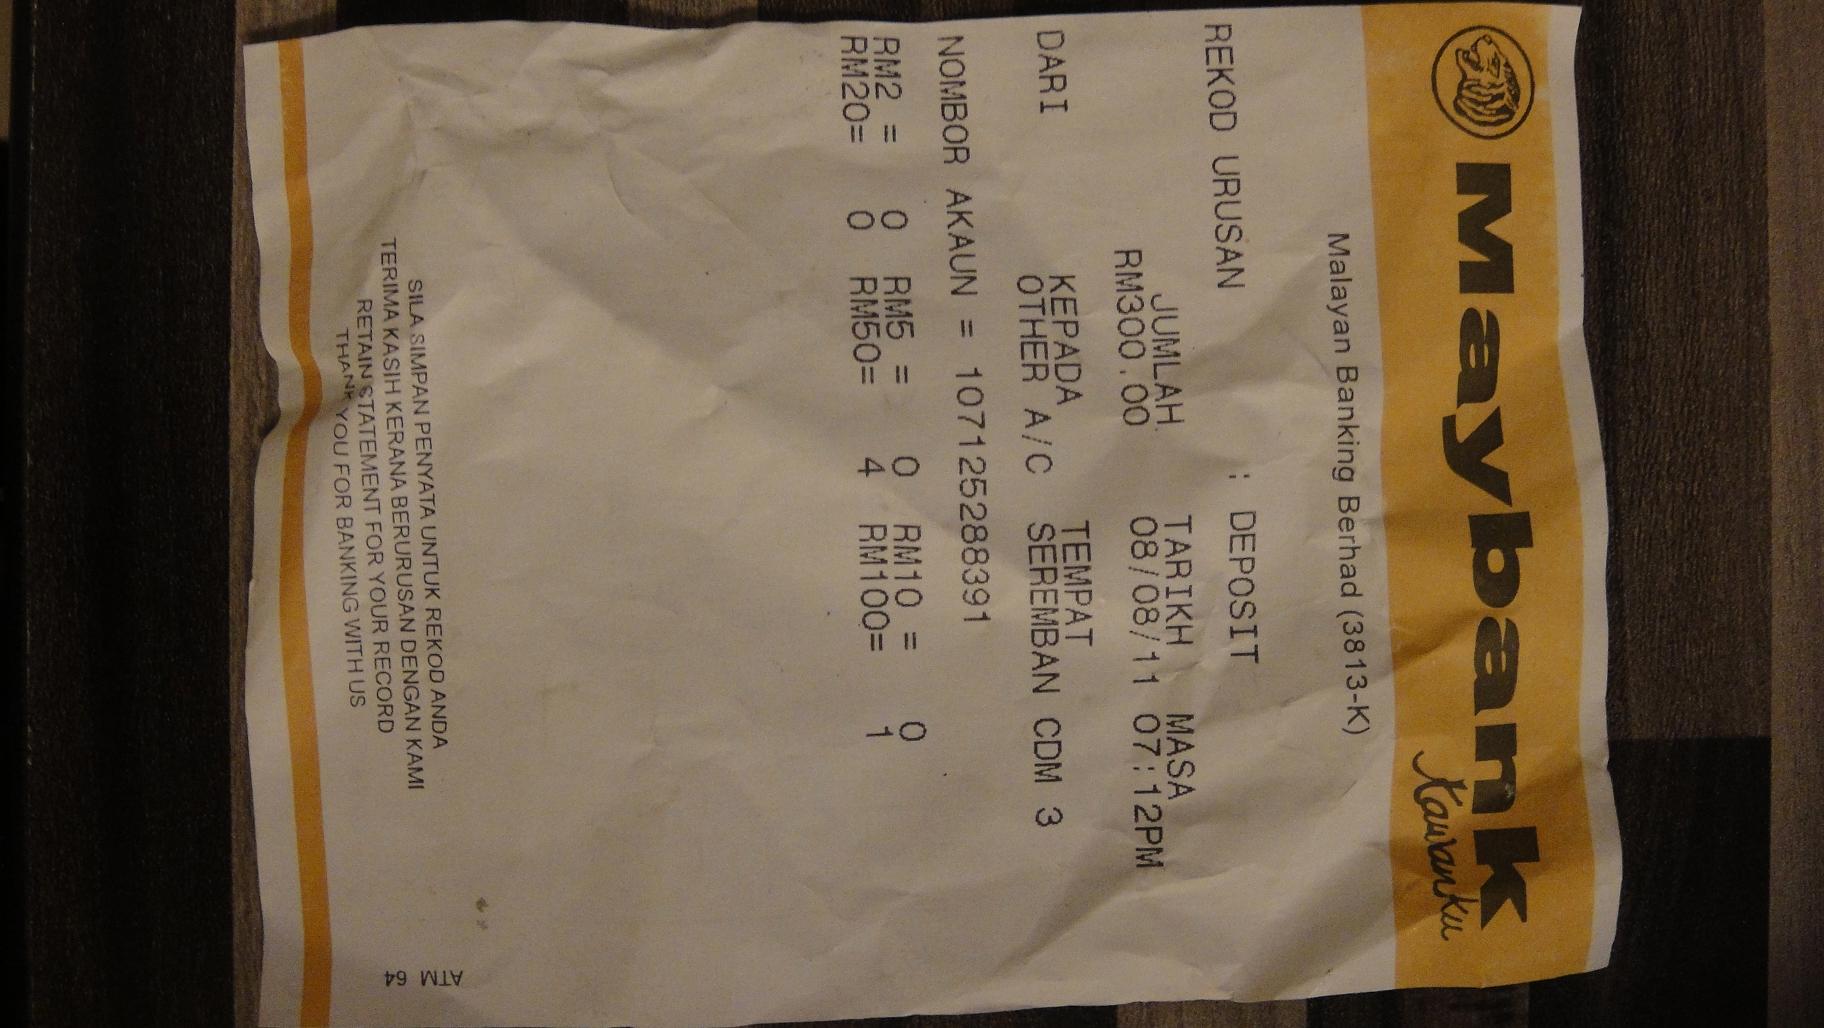 Maybank
Kawanku
Malayan Banking Berhad (3813-K)
REKOD URUSAN : DEPOSIT
JUMLAH TARIKH MASA
RM300.00 08/08/11 07:12PM
KEPADA TEMPAT
DARI OTHER A/C SEREMBAN CDM 3
NOMBOR AKAUN = 107125288391
RM2 = 0 RM5 = 0 RM10 = 0
RM20= 0 RM50= 4 RM100= 1
SILA SIMPAN PENYATA UNTUK REKOD ANDA
TERIMA KASIH KERANA BERURUSAN DENGAN KAMI
RETAIN STATEMENT FOR YOUR RECORD
THANK YOU FOR BANKING WITH US
ATM 64